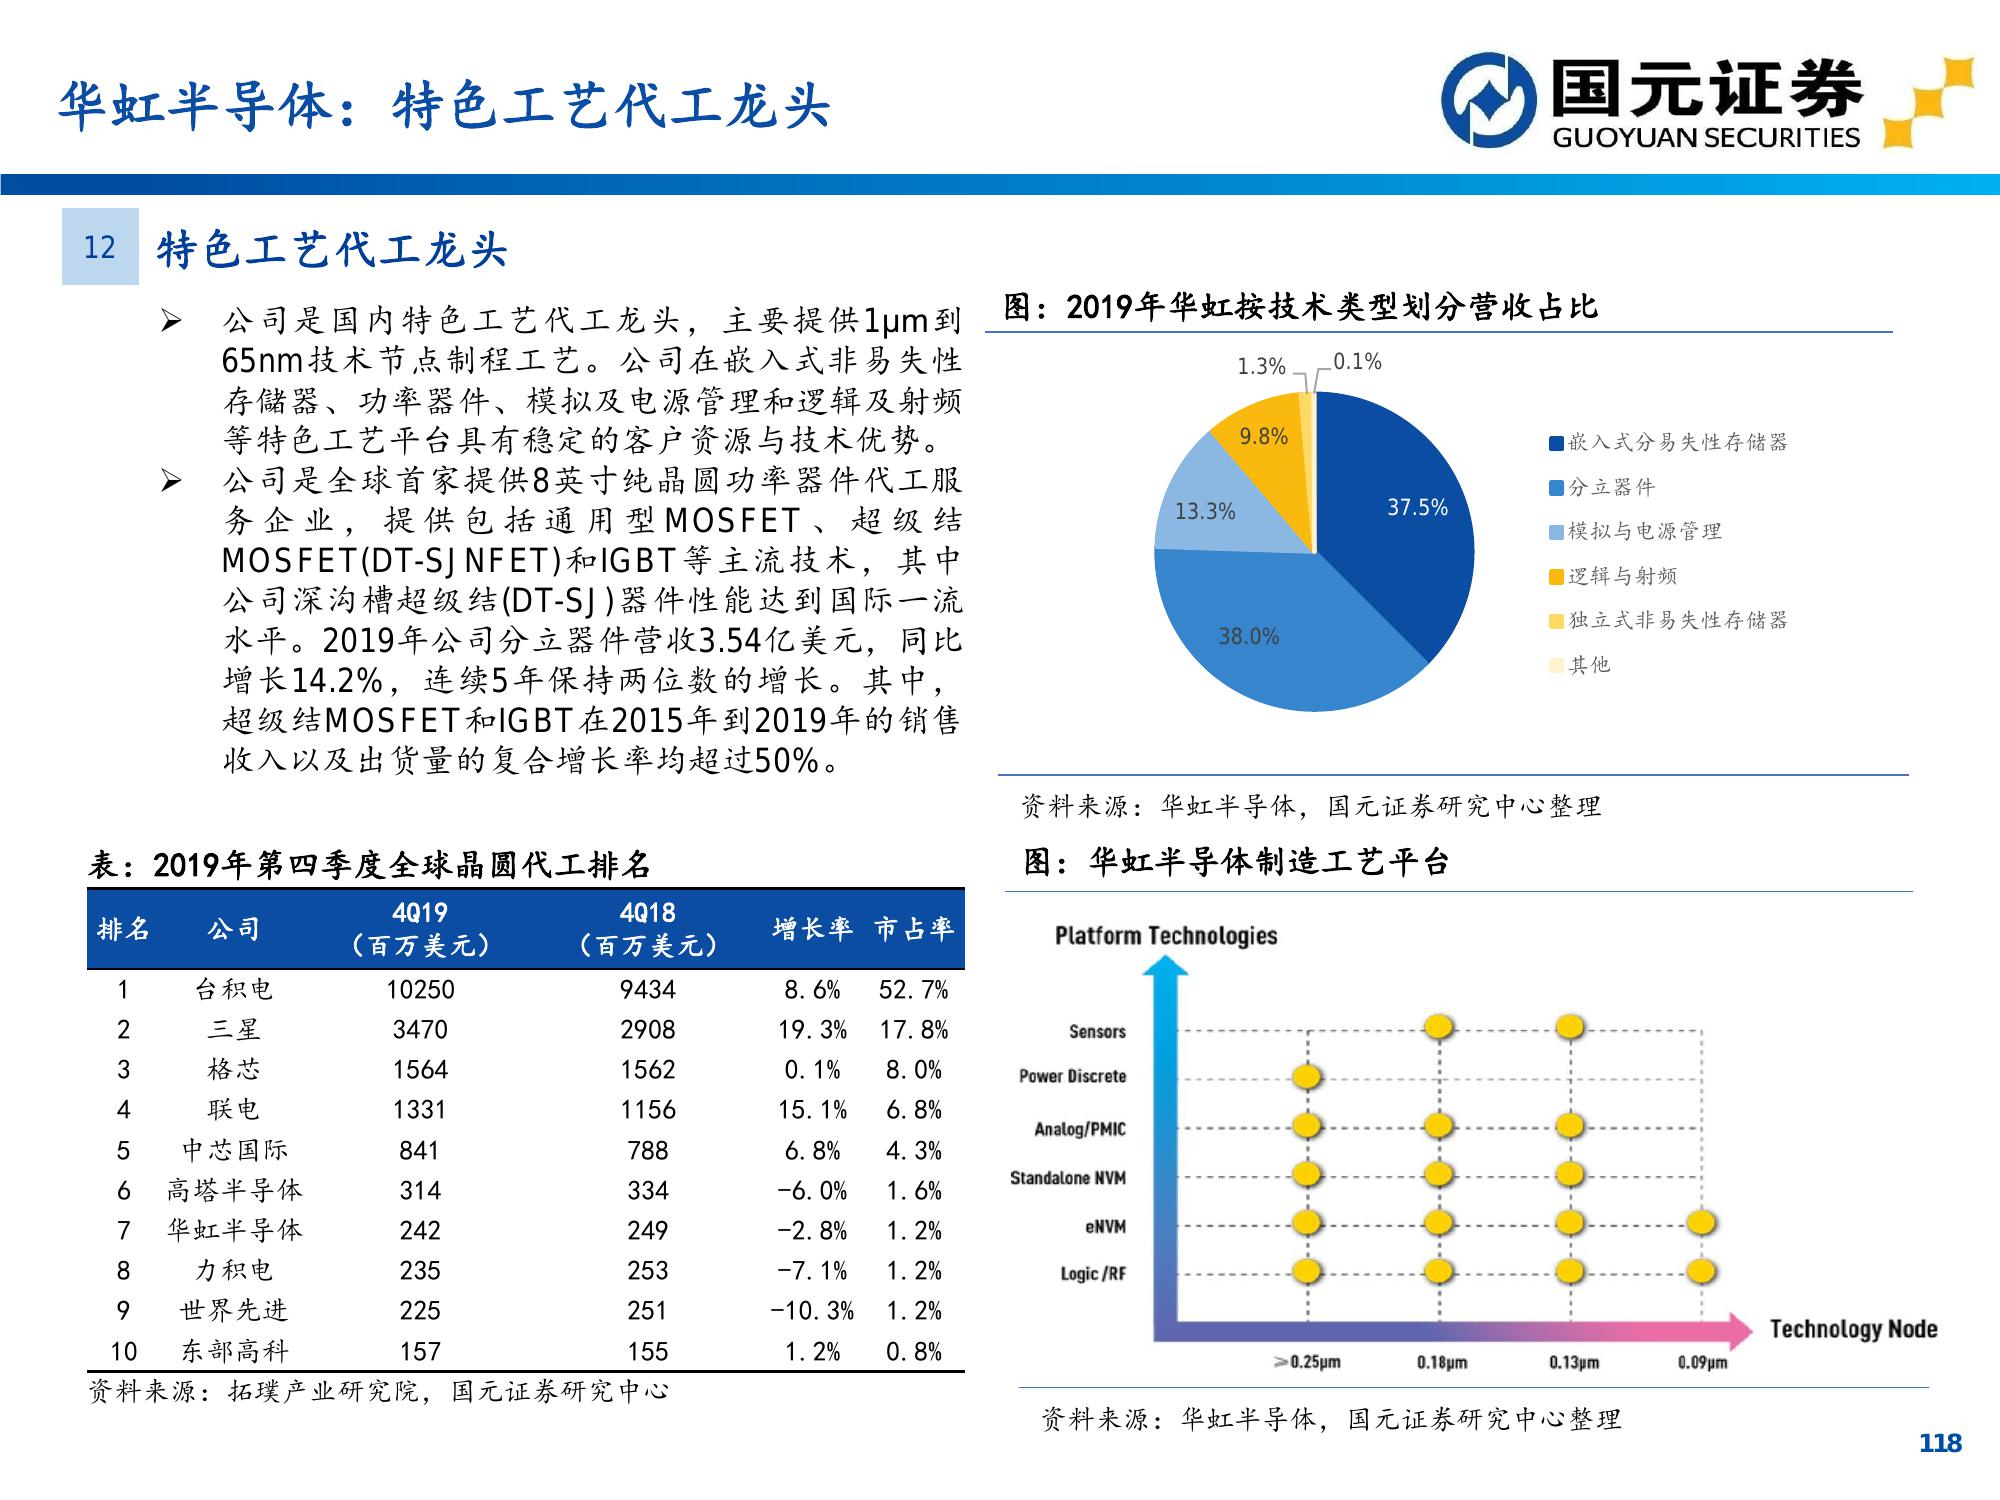 华虹半导体：特色工艺代工龙头
国元证券
GUOYUAN SECURITIES
12
特色工艺代工龙头
➢ 公司是国内特色工艺代工龙头，主要提供1μm到
65nm技术节点制程工艺。公司在嵌入式非易失性
存储器、功率器件、模拟及电源管理和逻辑及射频
等特色工艺平台具有稳定的客户资源与技术优势。
➢ 公司是全球首家提供8英寸纯晶圆功率器件代工服
务企业，提供包括通用型MOSFET、超级结
MOSFET(DT-SJNFET)和IGBT等主流技术，其中
公司深沟槽超级结(DT-SJ)器件性能达到国际一流
水平。2019年公司分立器件营收3.54亿美元，同比
增长14.2%，连续5年保持两位数的增长。其中，
超级结MOSFET和IGBT在2015年到2019年的销售
收入以及出货量的复合增长率均超过50%。
图：2019年华虹按技术类型划分营收占比
1.3%
0.1%
9.8%
13.3%
37.5%
38.0%
嵌入式分易失性存储器
分立器件
模拟与电源管理
逻辑与射频
独立式非易失性存储器
其他
资料来源：华虹半导体，国元证券研究中心整理
表：2019年第四季度全球晶圆代工排名
排名 公司 4Q19（百万美元） 4Q18（百万美元） 增长率 市占率
1 台积电 10250 9434 8.6% 52.7%
2 三星 3470 2908 19.3% 17.8%
3 格芯 1564 1562 0.1% 8.0%
4 联电 1331 1156 15.1% 6.8%
5 中芯国际 841 788 6.8% 4.3%
6 高塔半导体 314 334 -6.0% 1.6%
7 华虹半导体 242 249 -2.8% 1.2%
8 力积电 235 253 -7.1% 1.2%
9 世界先进 225 251 -10.3% 1.2%
10 东部高科 157 155 1.2% 0.8%
资料来源：拓璞产业研究院，国元证券研究中心
图：华虹半导体制造工艺平台
Platform Technologies
Sensors
Power Discrete
Analog/PMIC
Standalone NVM
eNVM
Logic /RF
Technology Node
≥0.25μm 0.18μm 0.13μm 0.09μm
资料来源：华虹半导体，国元证券研究中心整理
118